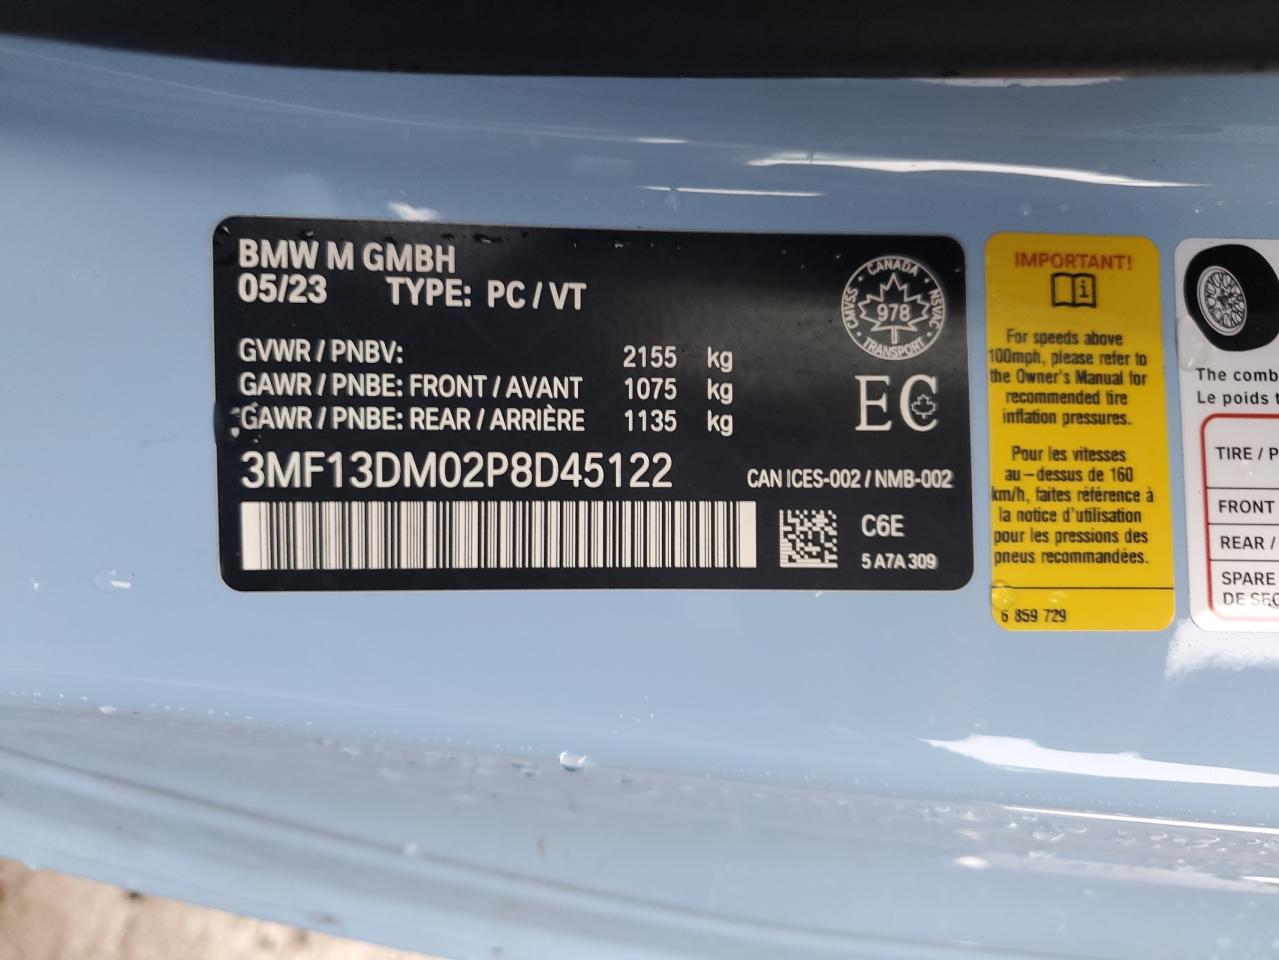 BMW M GMBH
05/23 TYPE: PC / VT
GVWR / PNBV: 2155 kg
GAWR / PNBE: FRONT / AVANT 1075 kg
GAWR / PNBE: REAR / ARRIÈRE 1135 kg
3MF13DM02P8D45122
CANADA
CMVSS
978
NSVAC
TRANSPORT
EC
CAN ICES-002 / NMB-002
C6E
5 A7A 309
IMPORTANT!
i
For speeds above
100mph, please refer to
the Owner's Manual for
recommended tire
inflation pressures.
Pour les vitesses
au-dessus de 160
km/h, faites référence à
la notice d'utilisation
pour les pressions des
pneus recommandées.
6 859 729
The comb
Le poids t
TIRE / P
FRONT
REAR /
SPARE
DE SEC